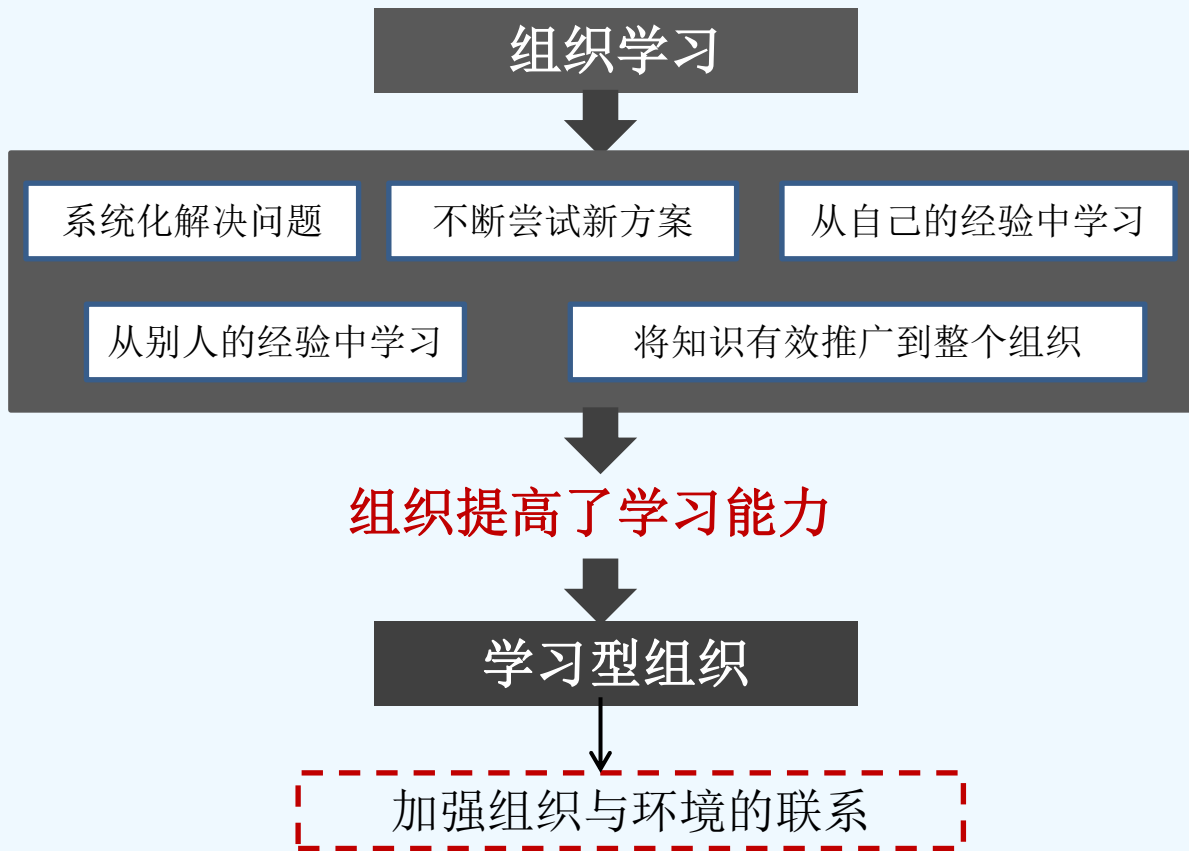 组织学习
系统化解决问题
不断尝试新方案
从自己的经验中学习
从别人的经验中学习
将知识有效推广到整个组织
组织提高了学习能力
学习型组织
加强组织与环境的联系